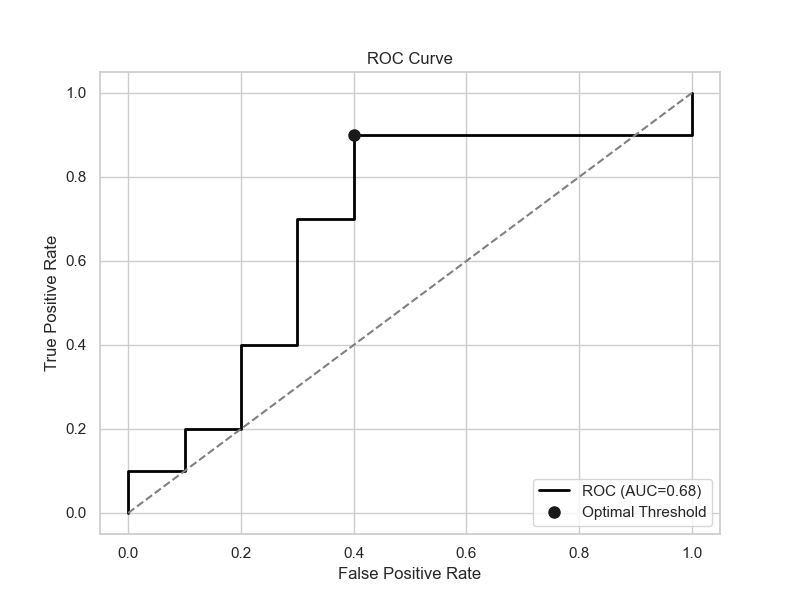 ROC Curve
1.0
0.8
0.6
0.4
0.2
0.0
True Positive Rate
0.0 0.2 0.4 0.6 0.8 1.0
False Positive Rate
ROC (AUC=0.68)
Optimal Threshold